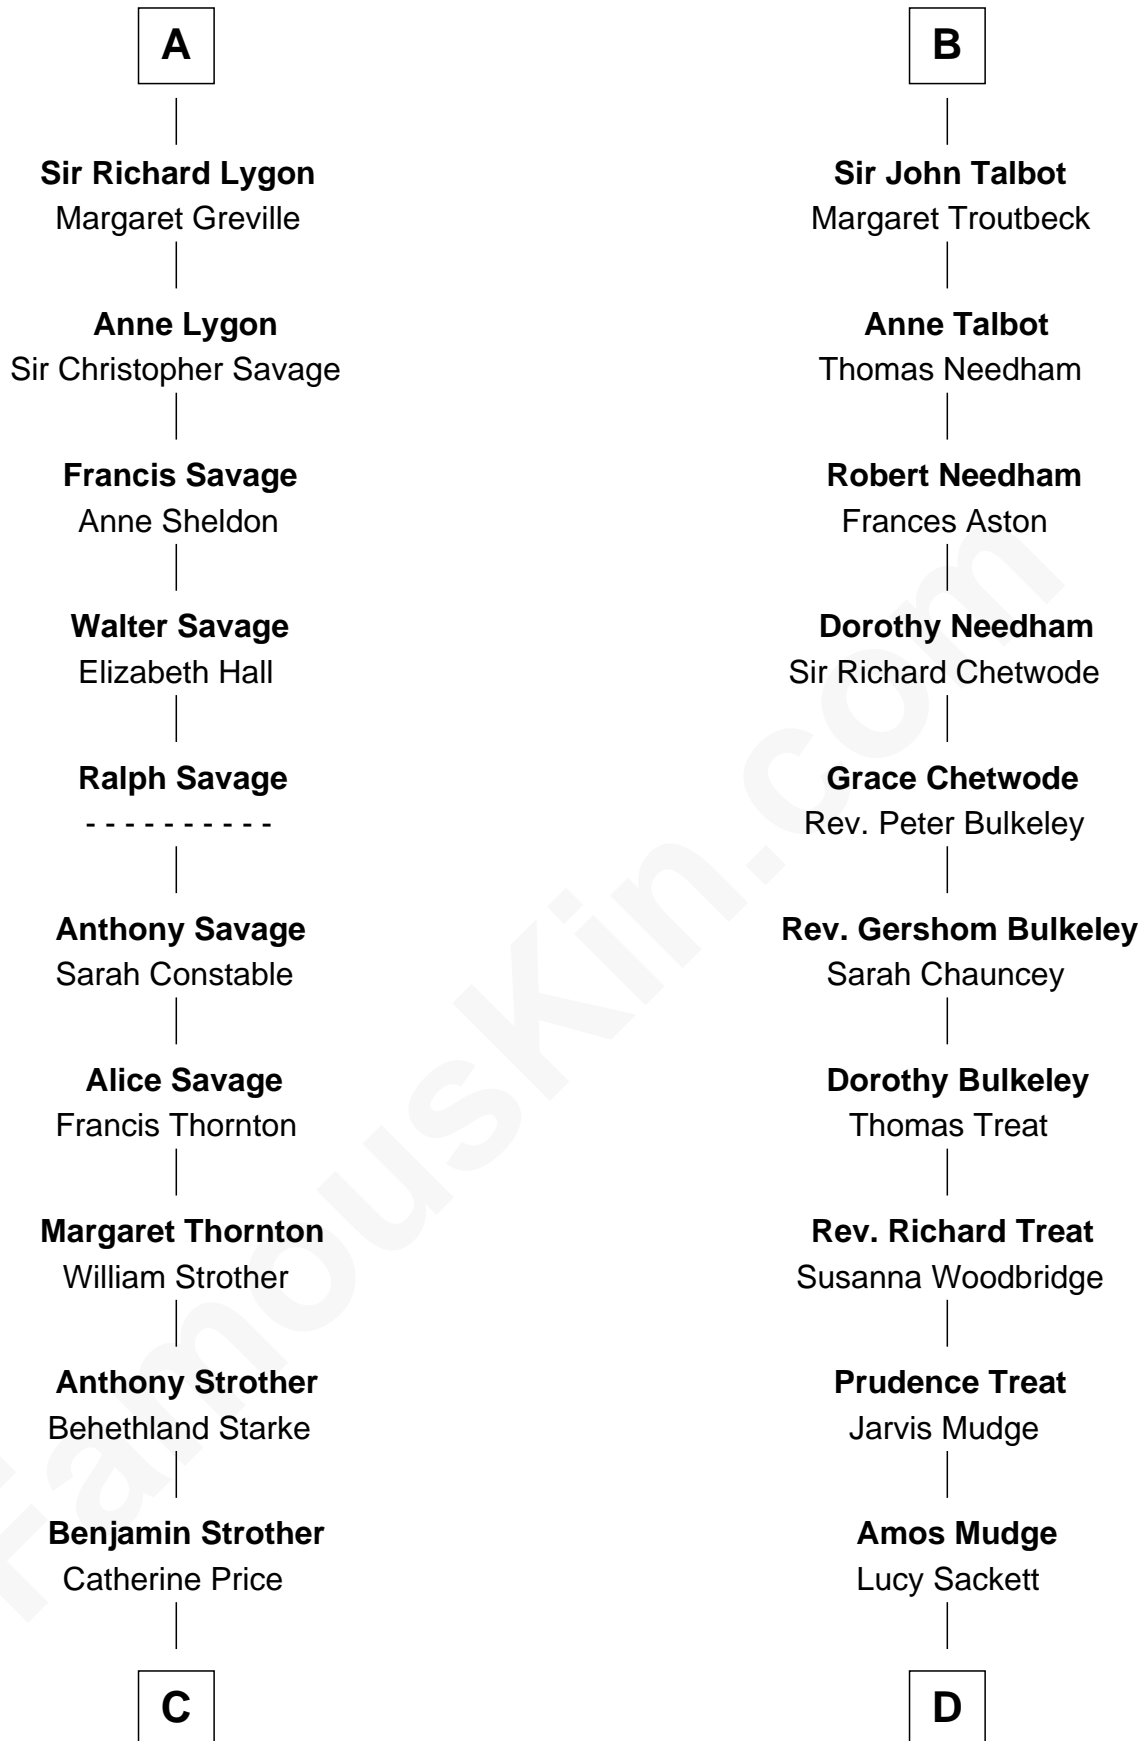 A
Sir Richard Lygon
Margaret Greville
Anne Lygon
Sir Christopher Savage
Francis Savage
Anne Sheldon
Walter Savage
Elizabeth Hall
Ralph Savage
- - - - - - - - - -
Anthony Savage
Sarah Constable
Alice Savage
Francis Thornton
Margaret Thornton
William Strother
Anthony Strother
Behethland Starke
Benjamin Strother
Catherine Price
C
B
Sir John Talbot
Margaret Troutbeck
Anne Talbot
Thomas Needham
Robert Needham
Frances Aston
Dorothy Needham
Sir Richard Chetwode
Grace Chetwode
Rev. Peter Bulkeley
Rev. Gershom Bulkeley
Sarah Chauncey
Dorothy Bulkeley
Thomas Treat
Rev. Richard Treat
Susanna Woodbridge
Prudence Treat
Jarvis Mudge
Amos Mudge
Lucy Sackett
D
FamousKin.com